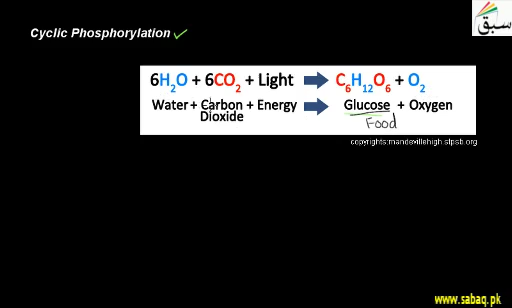 سبق
Cyclic Phosphorylation
6H₂O + 6CO₂ + Light → C₆H₁₂O₆ + O₂
Water + Carbon + Energy → Glucose + Oxygen
Dioxide
Food
copyrights:mandevillehigh.stpsb.org
www.sabaq.pk